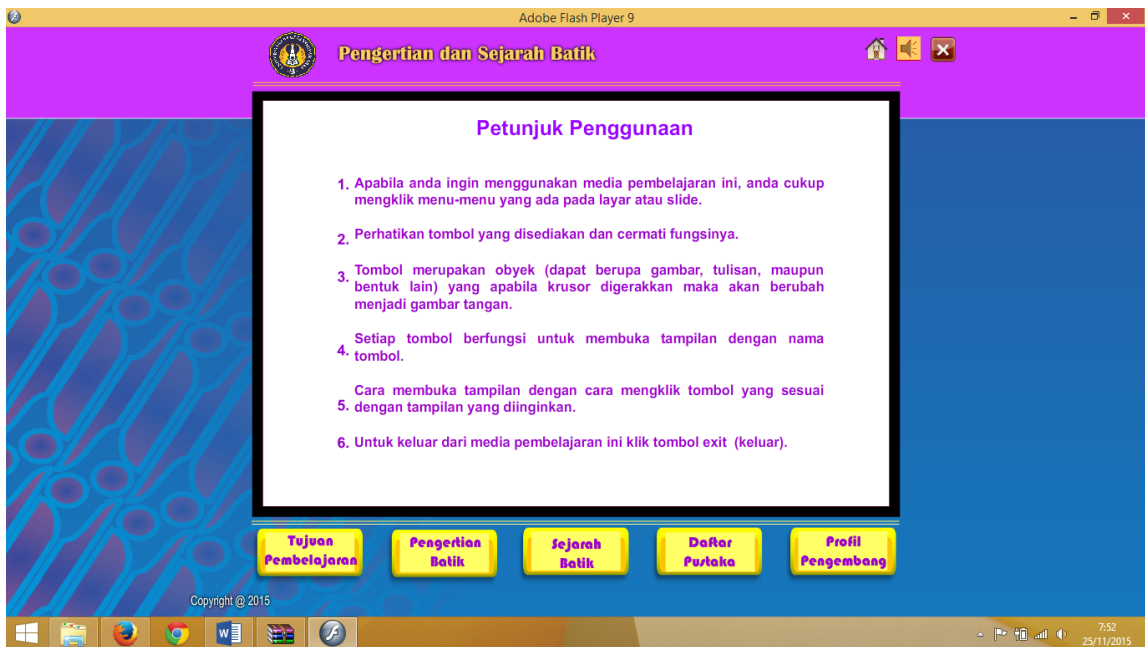 Adobe Flash Player 9
Pengertian dan Sejarah Batik
Petunjuk Penggunaan
1. Apabila anda ingin menggunakan media pembelajaran ini, anda cukup
mengklik menu-menu yang ada pada layar atau slide.
2. Perhatikan tombol yang disediakan dan cermati fungsinya.
3. Tombol merupakan obyek (dapat berupa gambar, tulisan, maupun
bentuk lain) yang apabila krusor digerakkan maka akan berubah
menjadi gambar tangan.
Setiap tombol berfungsi untuk membuka tampilan dengan nama
4. tombol.
Cara membuka tampilan dengan cara mengklik tombol yang sesuai
5. dengan tampilan yang diinginkan.
6. Untuk keluar dari media pembelajaran ini klik tombol exit (keluar).
Tujuan
Pembelajaran
Pengertian
Batik
Sejarah
Batik
Daftar
Pustaka
Profil
Pengembang
Copyright @ 2015
7:52
25/11/2015